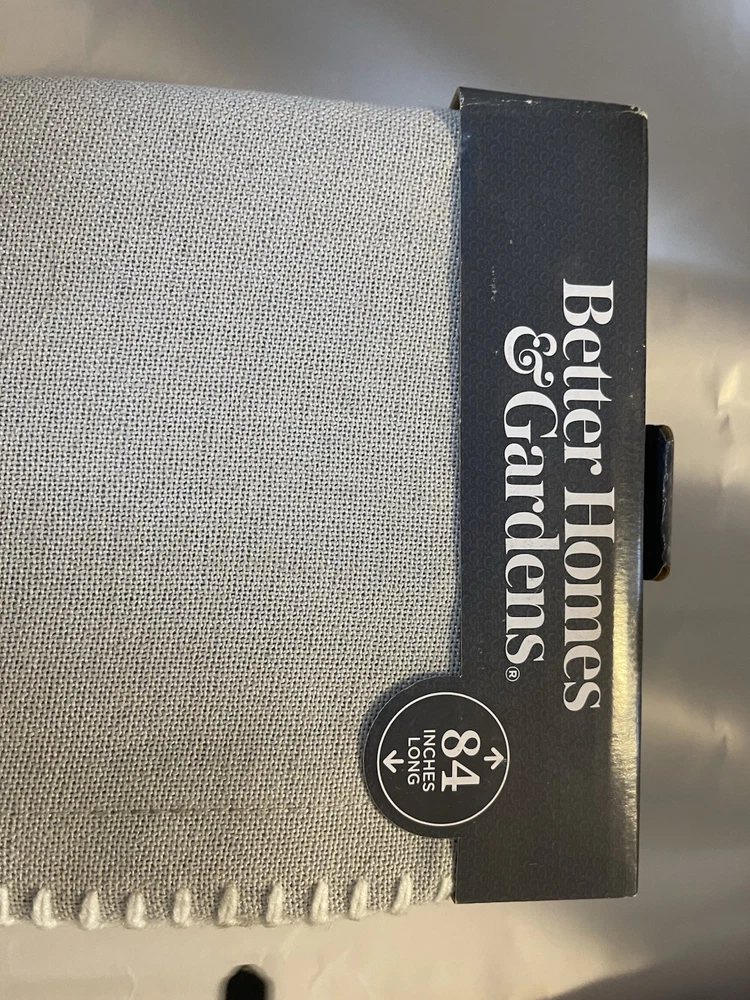 Better Homes
& Gardens®
84
INCHES
LONG